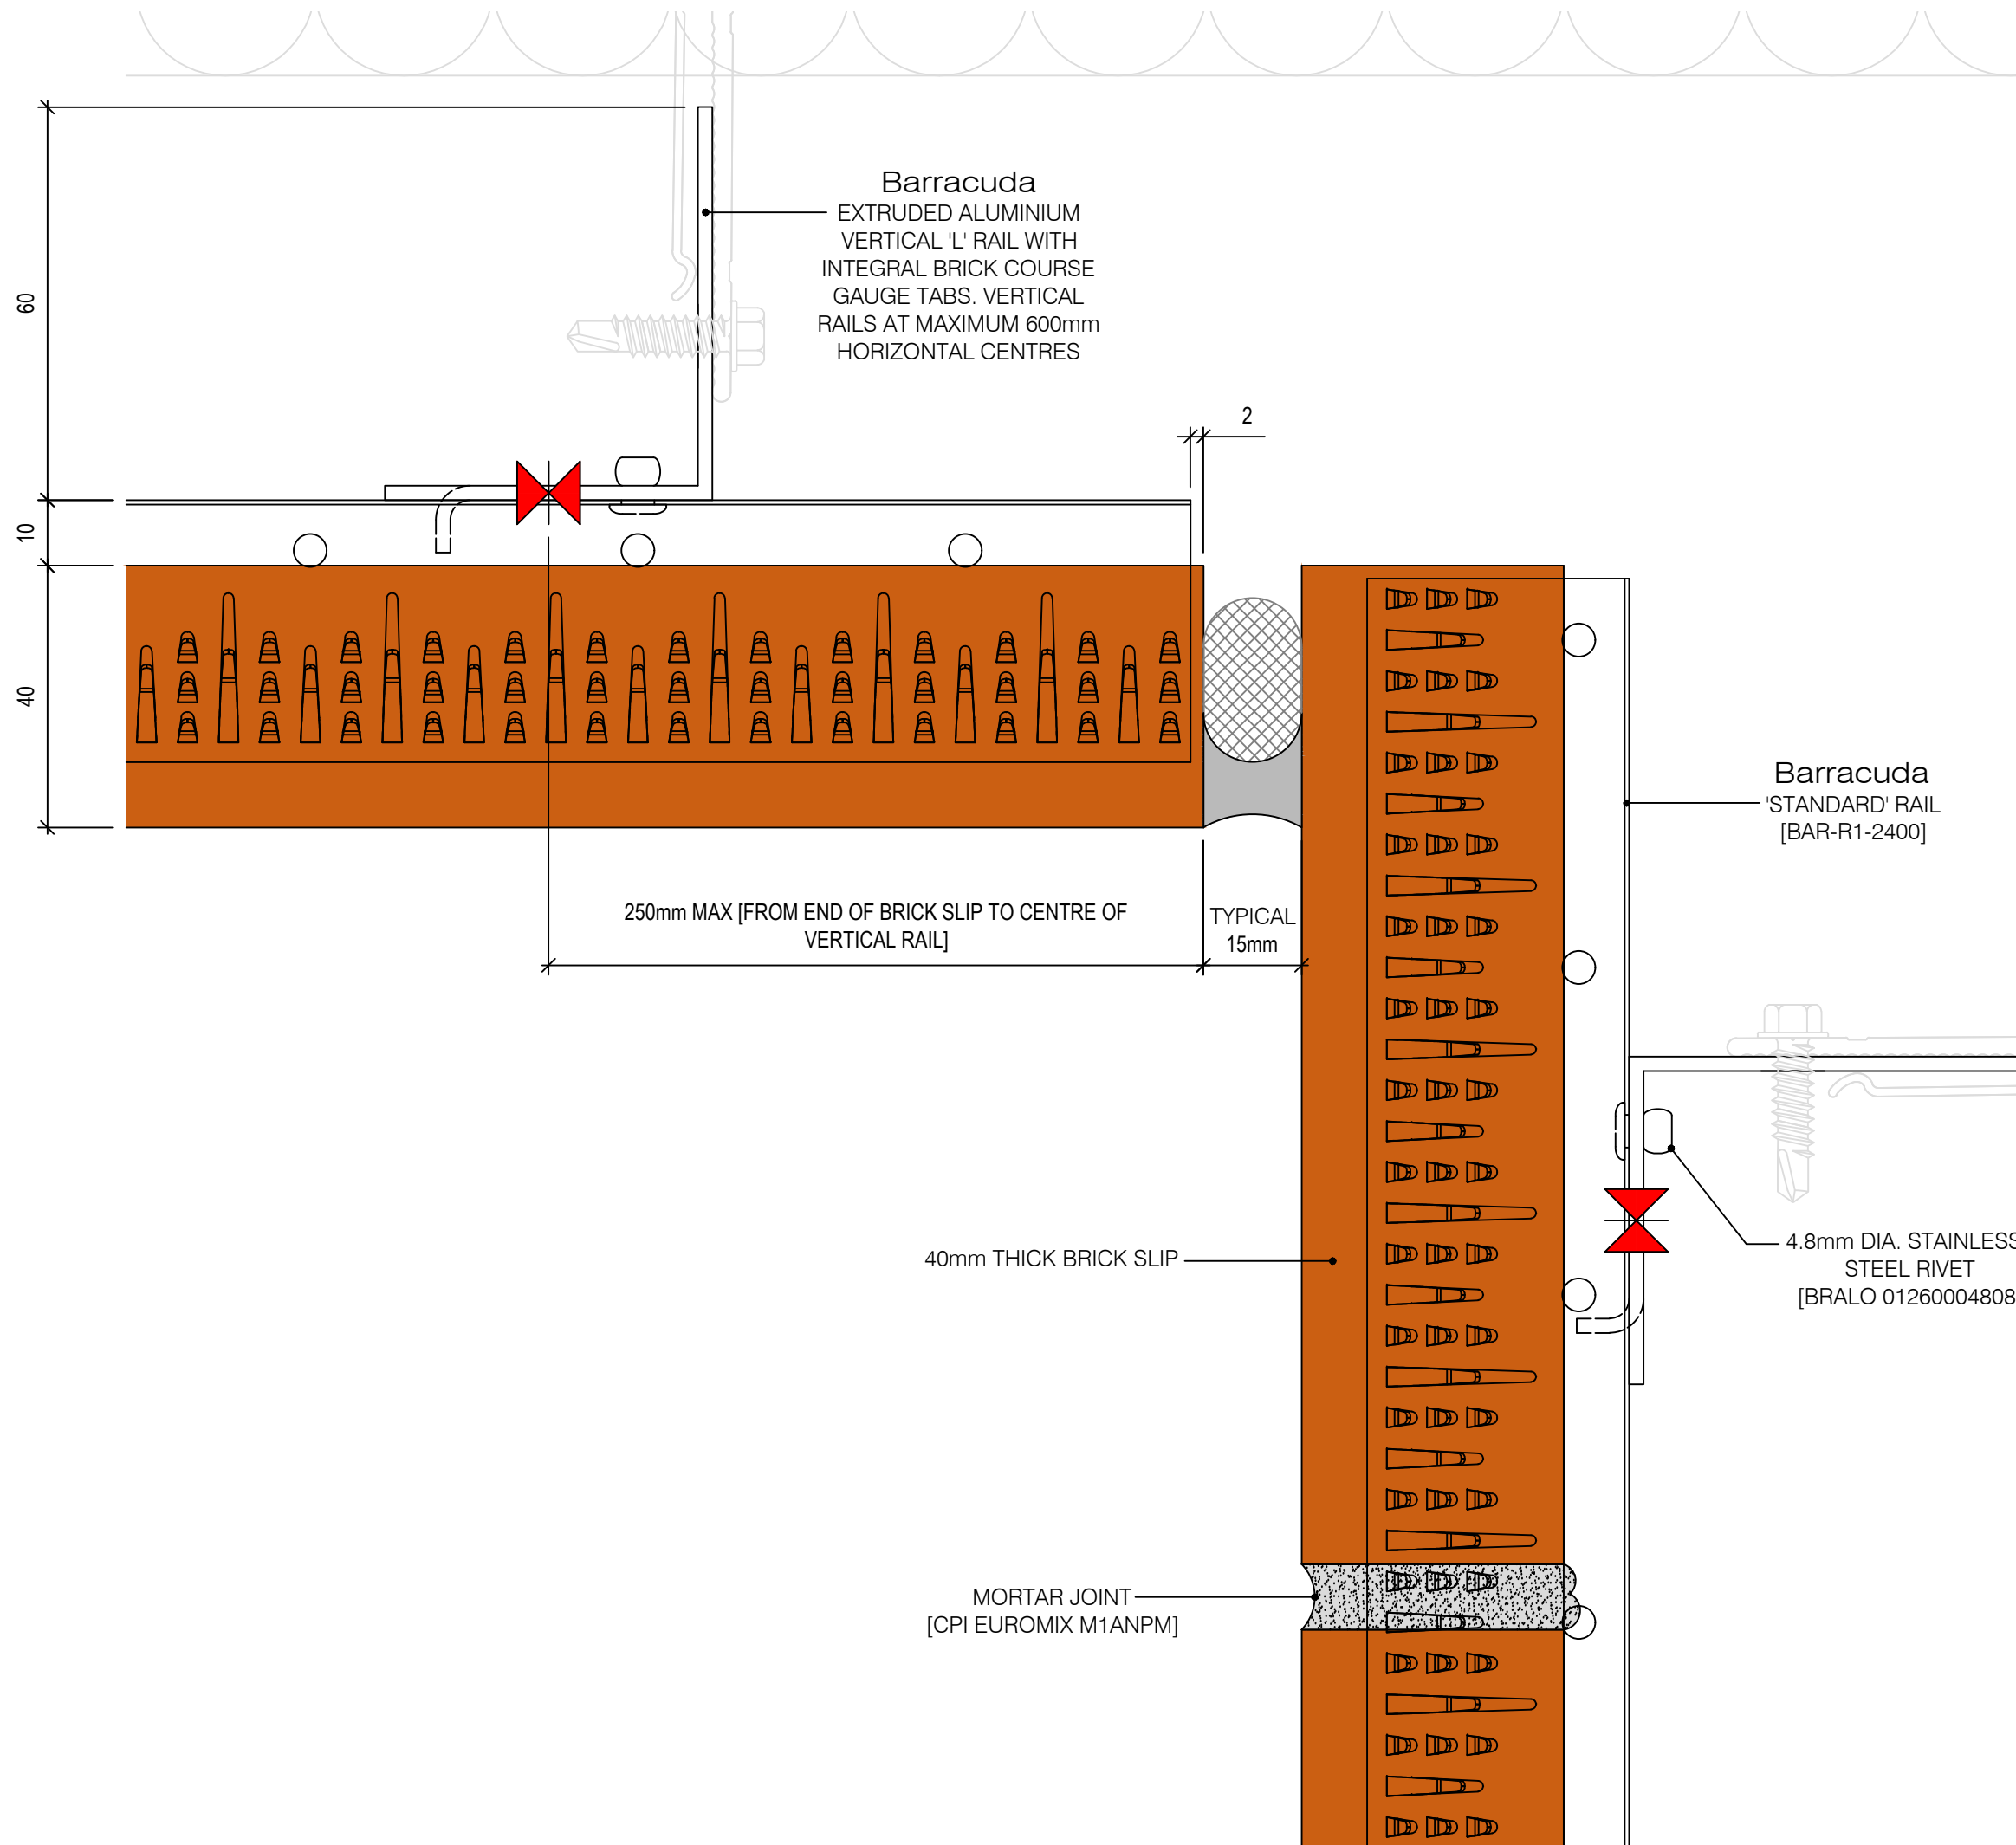 Barracuda
EXTRUDED ALUMINIUM
VERTICAL 'L' RAIL WITH
INTEGRAL BRICK COURSE
GAUGE TABS. VERTICAL
RAILS AT MAXIMUM 600mm
HORIZONTAL CENTRES
60
10
40
2
250mm MAX [FROM END OF BRICK SLIP TO CENTRE OF
VERTICAL RAIL]
TYPICAL
15mm
Barracuda
'STANDARD' RAIL
[BAR-R1-2400]
40mm THICK BRICK SLIP
4.8mm DIA. STAINLESS
STEEL RIVET
[BRALO 01260004808
MORTAR JOINT
[CPI EUROMIX M1ANPM]